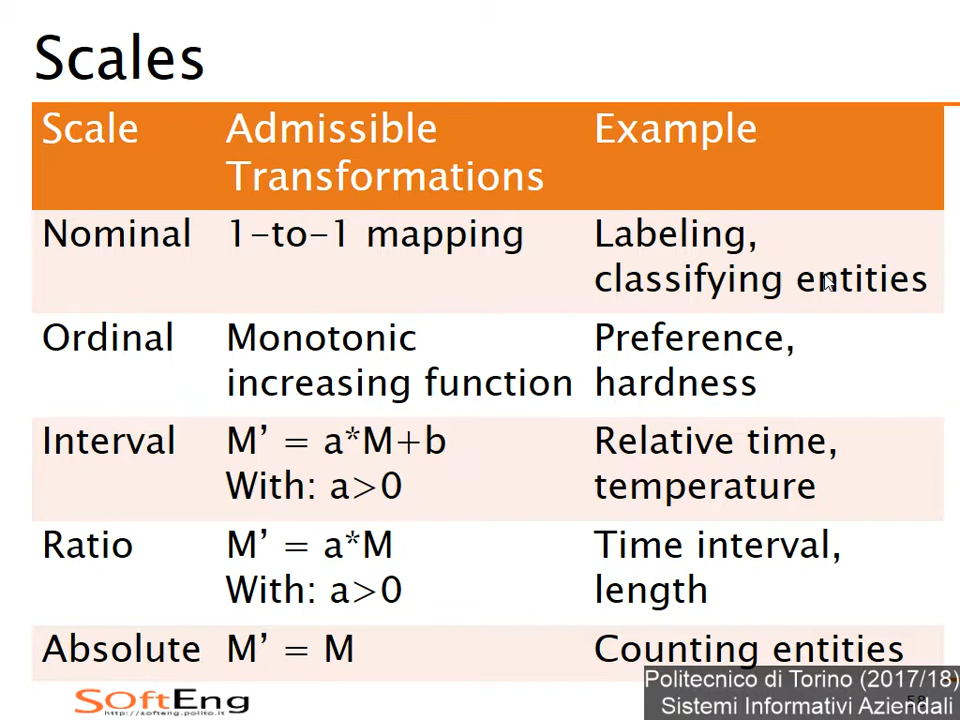 Scales
Scale Admissible Transformations Example
Nominal 1-to-1 mapping Labeling,
classifying entities
Ordinal Monotonic increasing function Preference,
hardness
Interval M’ = a*M+b Relative time,
With: a>0 temperature
Ratio M’ = a*M Time interval,
With: a>0 length
Absolute M’ = M Counting entities
SOftEng
http://softeng.polito.it
Politecnico di Torino (2017/18)
Sistemi Informativi Aziendali